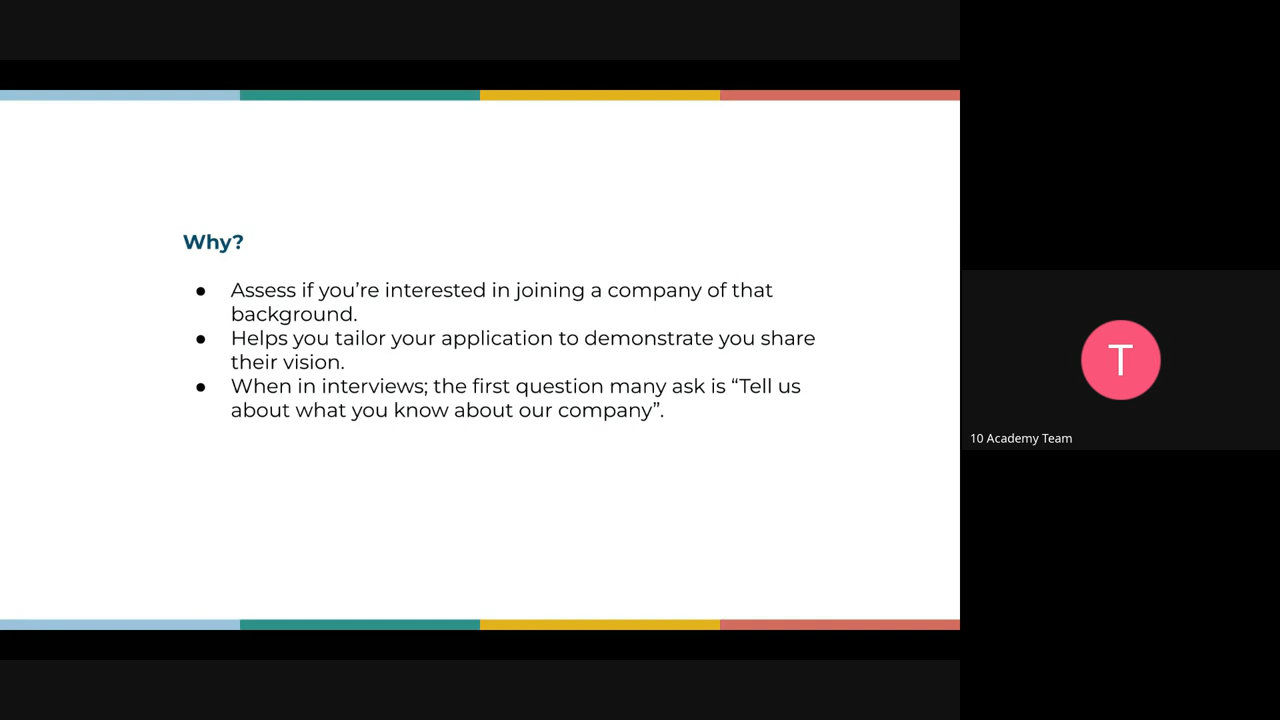 Why?
● Assess if you’re interested in joining a company of that
background.
● Helps you tailor your application to demonstrate you share
their vision.
● When in interviews; the first question many ask is “Tell us
about what you know about our company”.
T
10 Academy Team